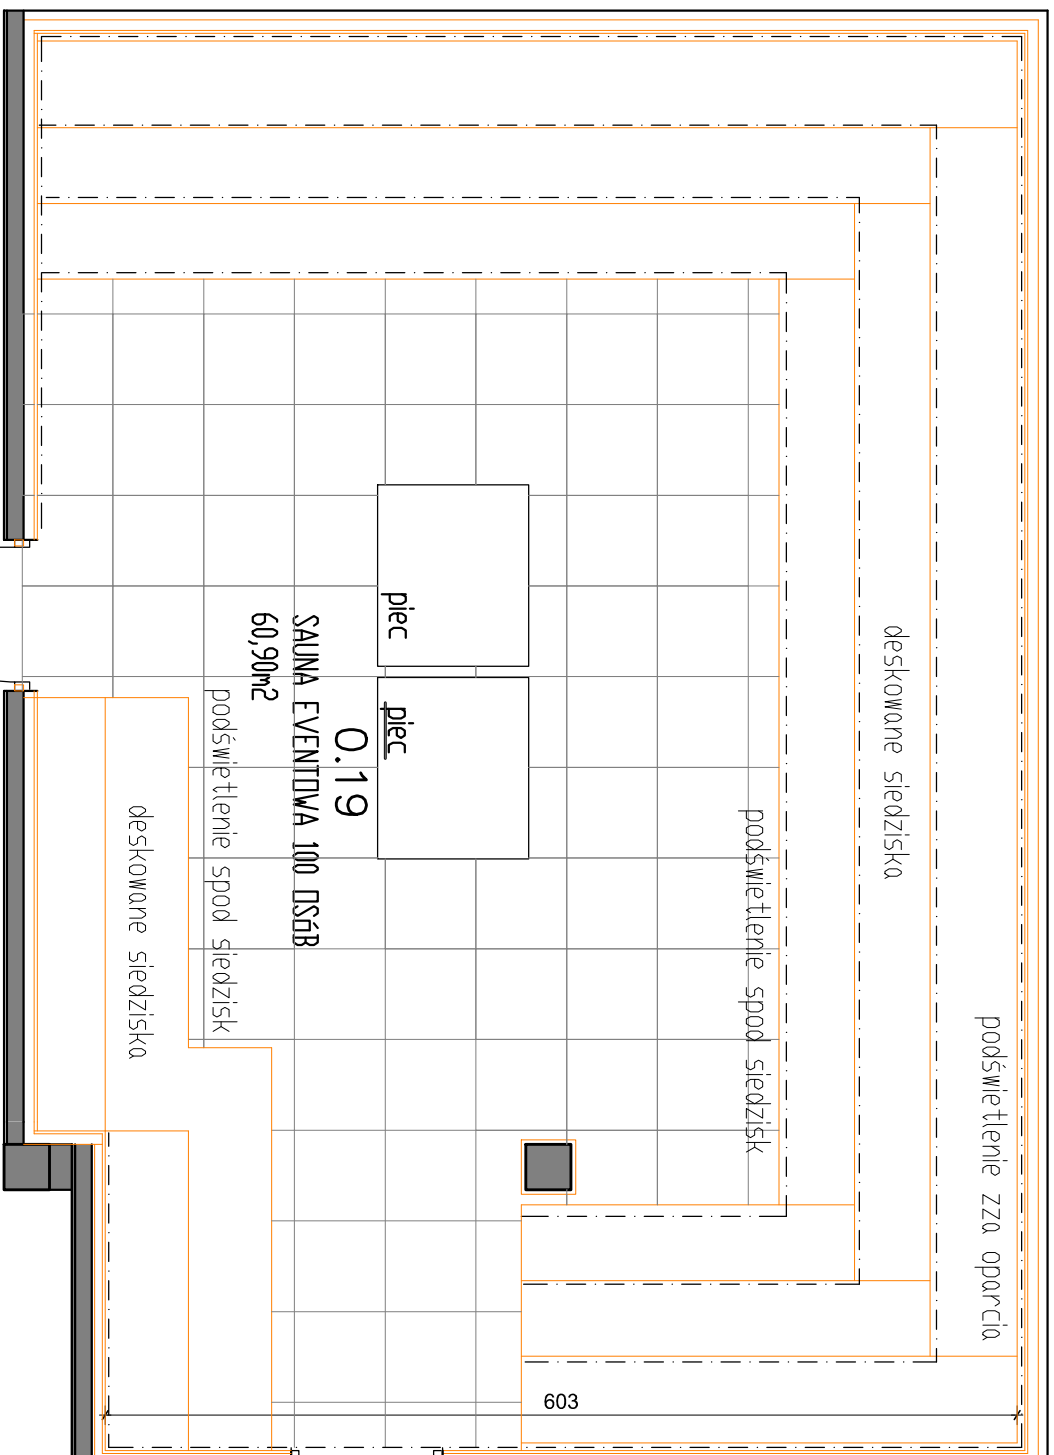 podświetlenie zza oparcia
deskowane siedziska
podświetlenie spod siedzisk
piec
piec
0.19
SAUNA EVENTOWA 100 OSÓB
60,90m2
podświetlenie spod siedzisk
deskowane siedziska
603